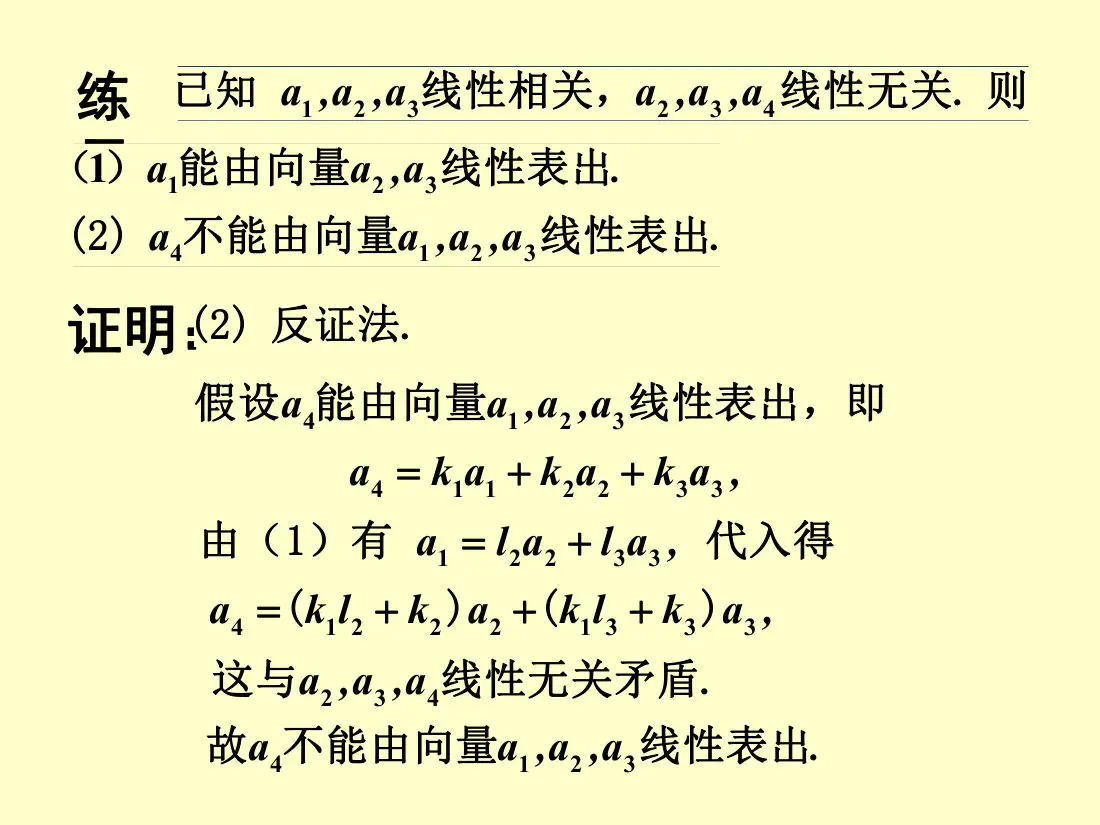 练一 已知 a₁,a₂,a₃线性相关，a₂,a₃,a₄线性无关. 则
(1) a₁能由向量a₂,a₃线性表出.
(2) a₄不能由向量a₁,a₂,a₃线性表出.
证明：(2) 反证法.
假设a₄能由向量a₁,a₂,a₃线性表出，即
a₄ = k₁a₁ + k₂a₂ + k₃a₃,
由（1）有 a₁ = l₂a₂ + l₃a₃, 代入得
a₄ = (k₁l₂ + k₂)a₂ + (k₁l₃ + k₃)a₃,
这与a₂,a₃,a₄线性无关矛盾.
故a₄不能由向量a₁,a₂,a₃线性表出.